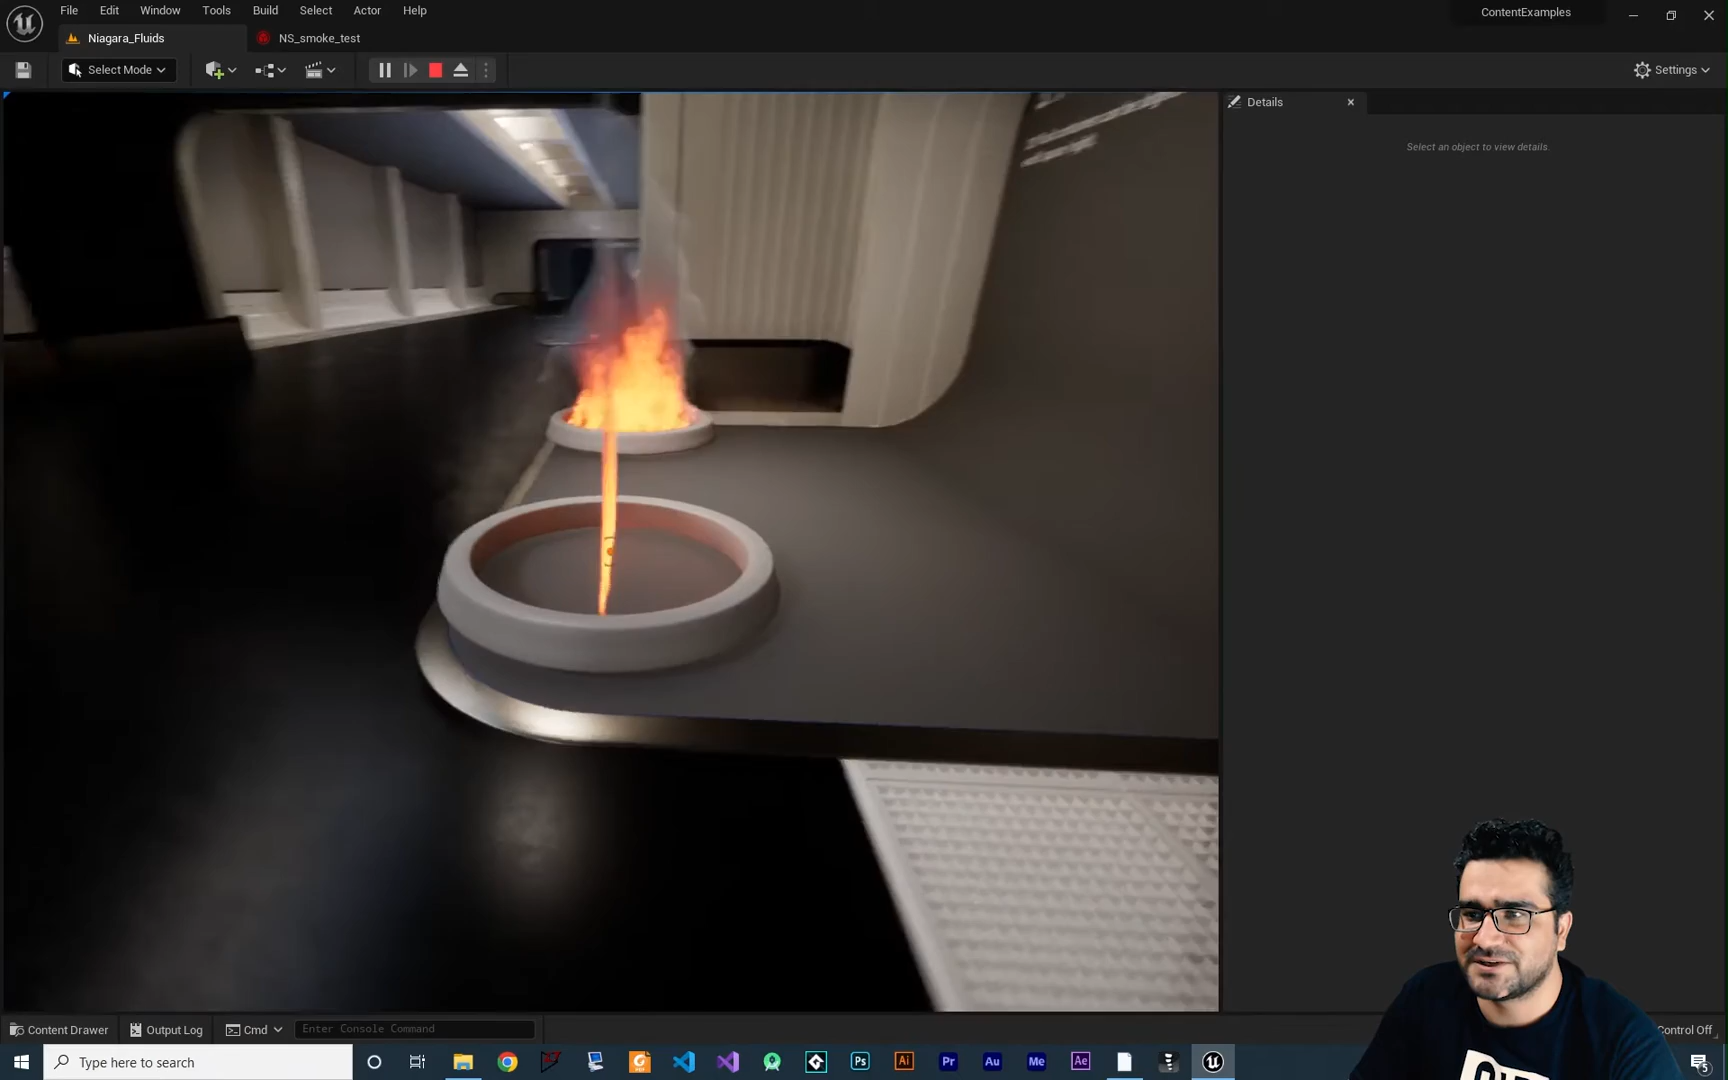 File Edit Window Tools Build Select Actor Help
ContentExamples
Niagara_Fluids
NS_smoke_test
Select Mode
Settings
Details
Select an object to view details.
Content Drawer
Output Log
Cmd
Enter Console Command
Control Off
Type here to search
Ps
Ai
Pr
Au
Me
Ae
5